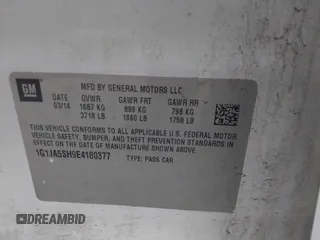 GM
MFD BY GENERAL MOTORS LLC
DATE GVWR GAWR FRT GAWR RR
03/14 1687 KG 889 KG 798 KG
3718 LB 1960 LB 1758 LB
THIS VEHICLE CONFORMS TO ALL APPLICABLE U.S. FEDERAL MOTOR VEHICLE
SAFETY, BUMPER, AND THEFT PREVENTION STANDARDS IN EFFECT ON THE DATE
OF MANUFACTURE SHOWN ABOVE.
1G1JA5SH9E4180377 TYPE: PASS CAR
DREAMBID